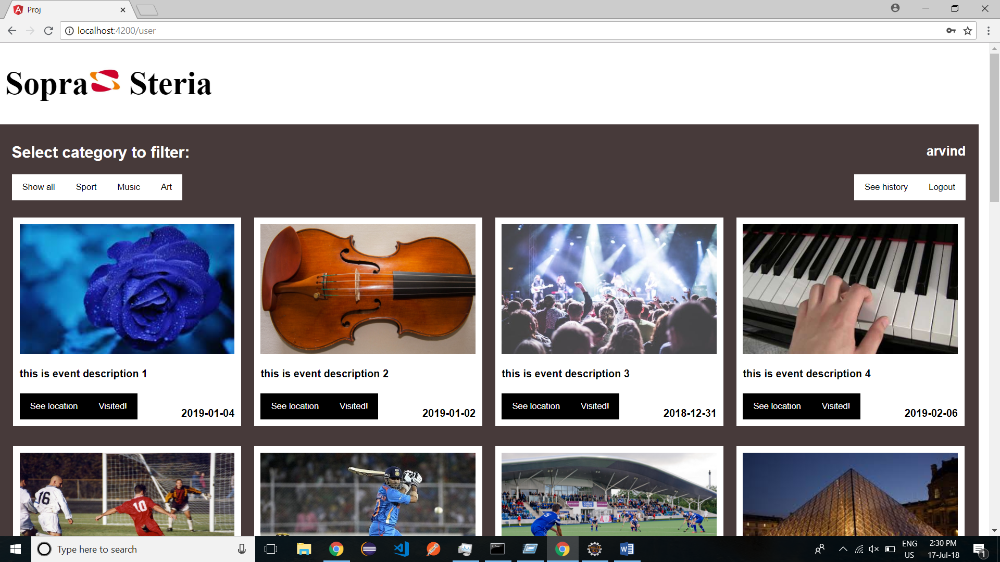 Proj
localhost:4200/user
Sopra Steria
Select category to filter:
arvind
Show all Sport Music Art
See history Logout
this is event description 1
See location Visited!
2019-01-04
this is event description 2
See location Visited!
2019-01-02
this is event description 3
See location Visited!
2018-12-31
this is event description 4
See location Visited!
2019-02-06
16
10
Scotland
Type here to search
ENG
US
2:30 PM
17-Jul-18
1